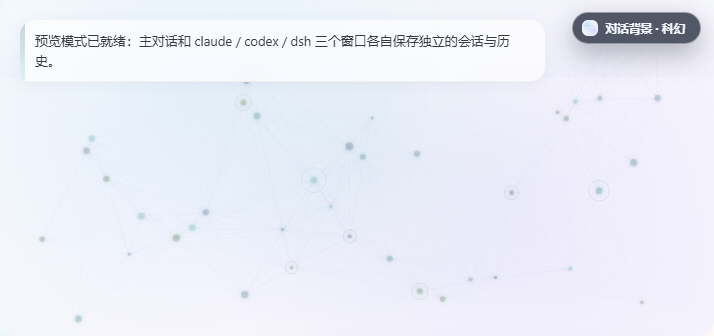 预览模式已就绪：主对话和 claude / codex / dsh 三个窗口各自保存独立的会话与历
史。
对话背景 · 科幻